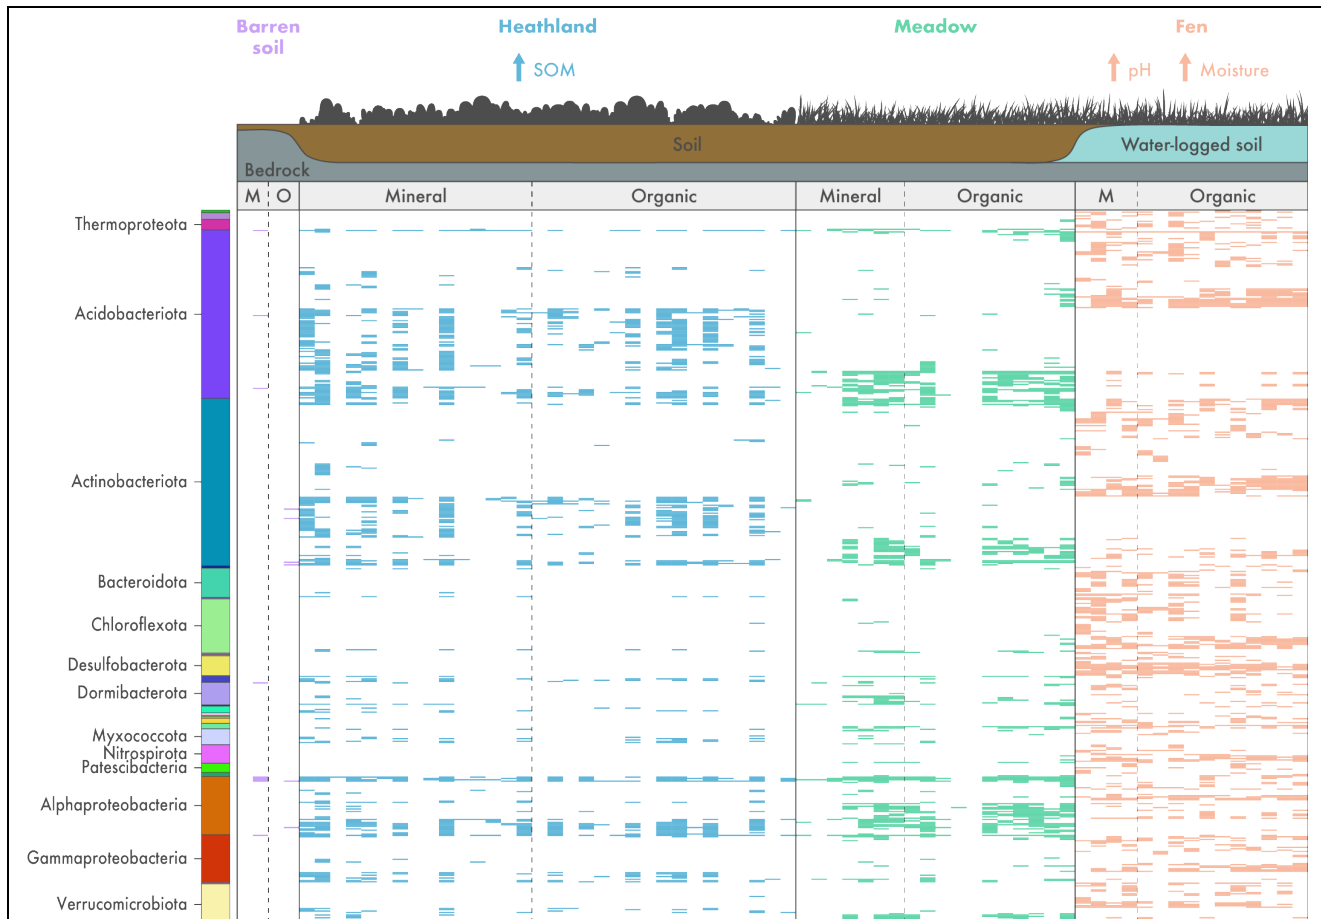 Barren soil
Heathland
Meadow
Fen
SOM
pH
Moisture
Soil
Water-logged soil
Bedrock
M
O
Mineral
Organic
Mineral
Organic
M
Organic
Thermoproteota
Acidobacteriota
Actinobacteriota
Bacteroidota
Chloroflexota
Desulfobacterota
Dormibacterota
Myxococcota
Nitrospirota
Patescibacteria
Alphaproteobacteria
Gammaproteobacteria
Verrucomicrobiota